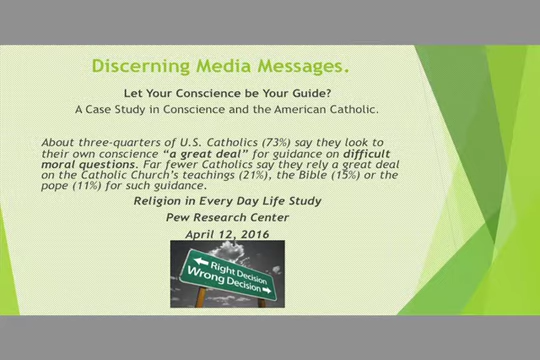 Discerning Media Messages.
Let Your Conscience be Your Guide?
A Case Study in Conscience and the American Catholic.
About three-quarters of U.S. Catholics (73%) say they look to
their own conscience “a great deal” for guidance on difficult
moral questions. Far fewer Catholics say they rely a great deal
on the Catholic Church’s teachings (21%), the Bible (15%) or the
pope (11%) for such guidance.
Religion in Every Day Life Study
Pew Research Center
April 12, 2016
Right Decision
Wrong Decision